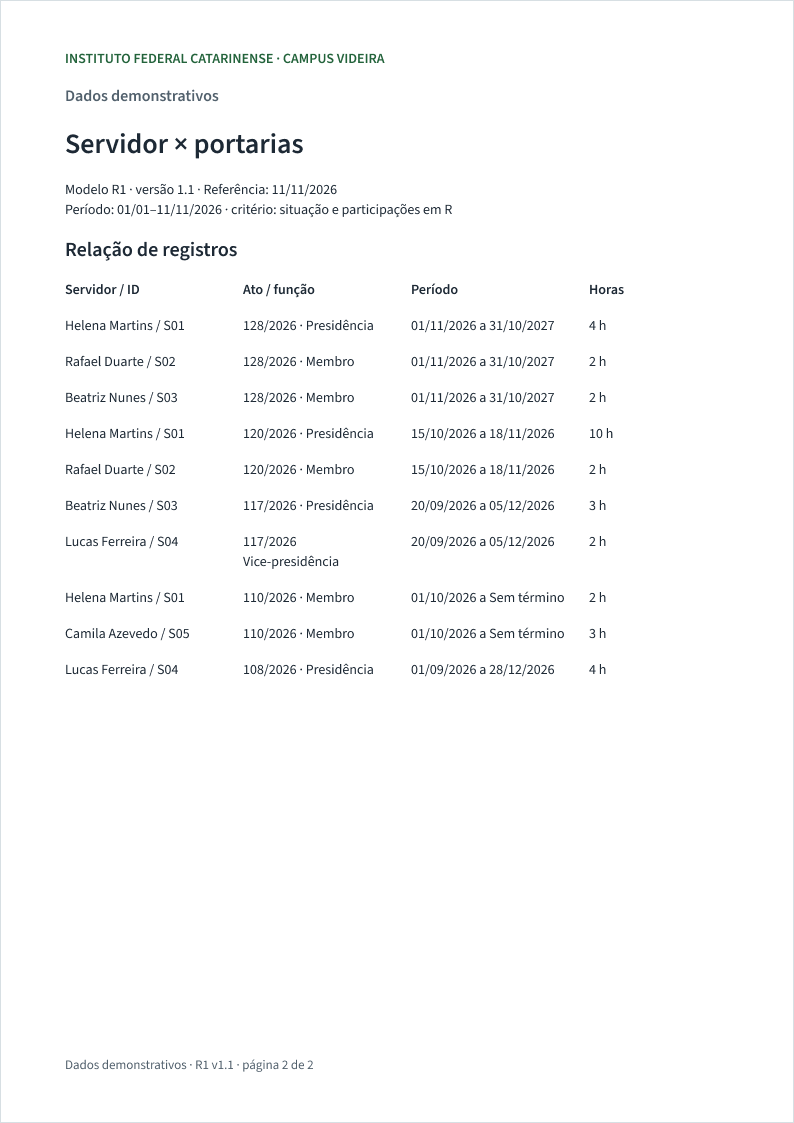 INSTITUTO FEDERAL CATARINENSE · CAMPUS VIDEIRA
Dados demonstrativos
Servidor × portarias
Modelo R1 · versão 1.1 · Referência: 11/11/2026
Período: 01/01–11/11/2026 · critério: situação e participações em R
Relação de registros
Servidor / ID Ato / função Período Horas
Helena Martins / S01 128/2026 · Presidência 01/11/2026 a 31/10/2027 4 h
Rafael Duarte / S02 128/2026 · Membro 01/11/2026 a 31/10/2027 2 h
Beatriz Nunes / S03 128/2026 · Membro 01/11/2026 a 31/10/2027 2 h
Helena Martins / S01 120/2026 · Presidência 15/10/2026 a 18/11/2026 10 h
Rafael Duarte / S02 120/2026 · Membro 15/10/2026 a 18/11/2026 2 h
Beatriz Nunes / S03 117/2026 · Presidência 20/09/2026 a 05/12/2026 3 h
Lucas Ferreira / S04 117/2026 20/09/2026 a 05/12/2026 2 h
Vice-presidência
Helena Martins / S01 110/2026 · Membro 01/10/2026 a Sem término 2 h
Camila Azevedo / S05 110/2026 · Membro 01/10/2026 a Sem término 3 h
Lucas Ferreira / S04 108/2026 · Presidência 01/09/2026 a 28/12/2026 4 h
Dados demonstrativos · R1 v1.1 · página 2 de 2